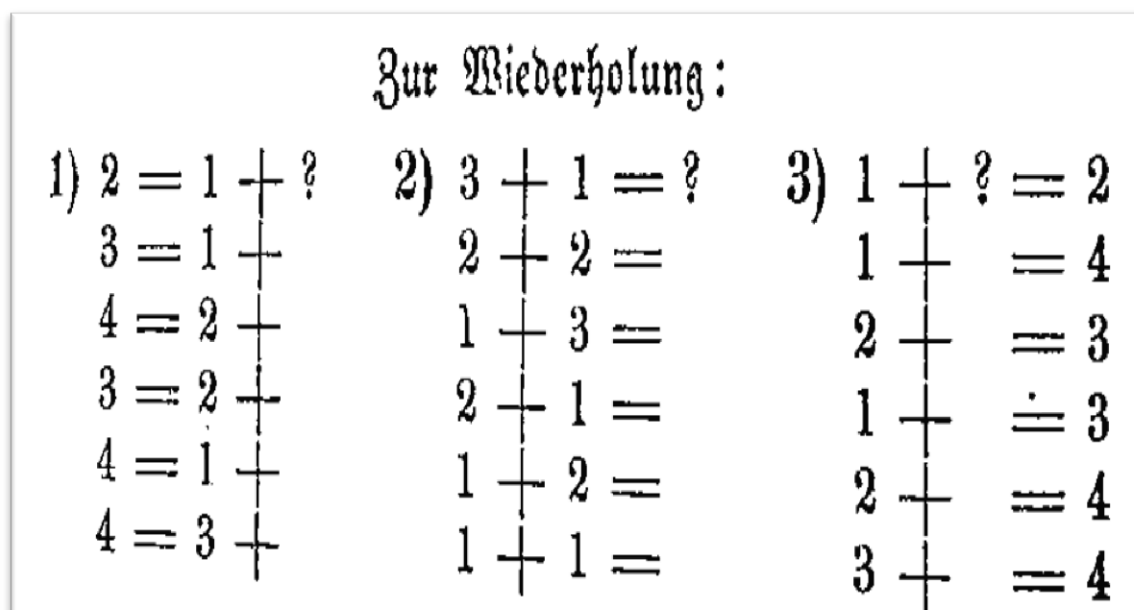 Zur Wiederholung:
1) 2 = 1 + ? 2) 3 + 1 = ? 3) 1 + ? = 2
3 = 1 + 2 + 2 = 1 + = 4
4 = 2 + 1 + 3 = 2 + = 3
3 = 2 + 2 + 1 = 1 + = 3
4 = 1 + 1 + 2 = 2 + = 4
4 = 3 + 1 + 1 = 3 + = 4